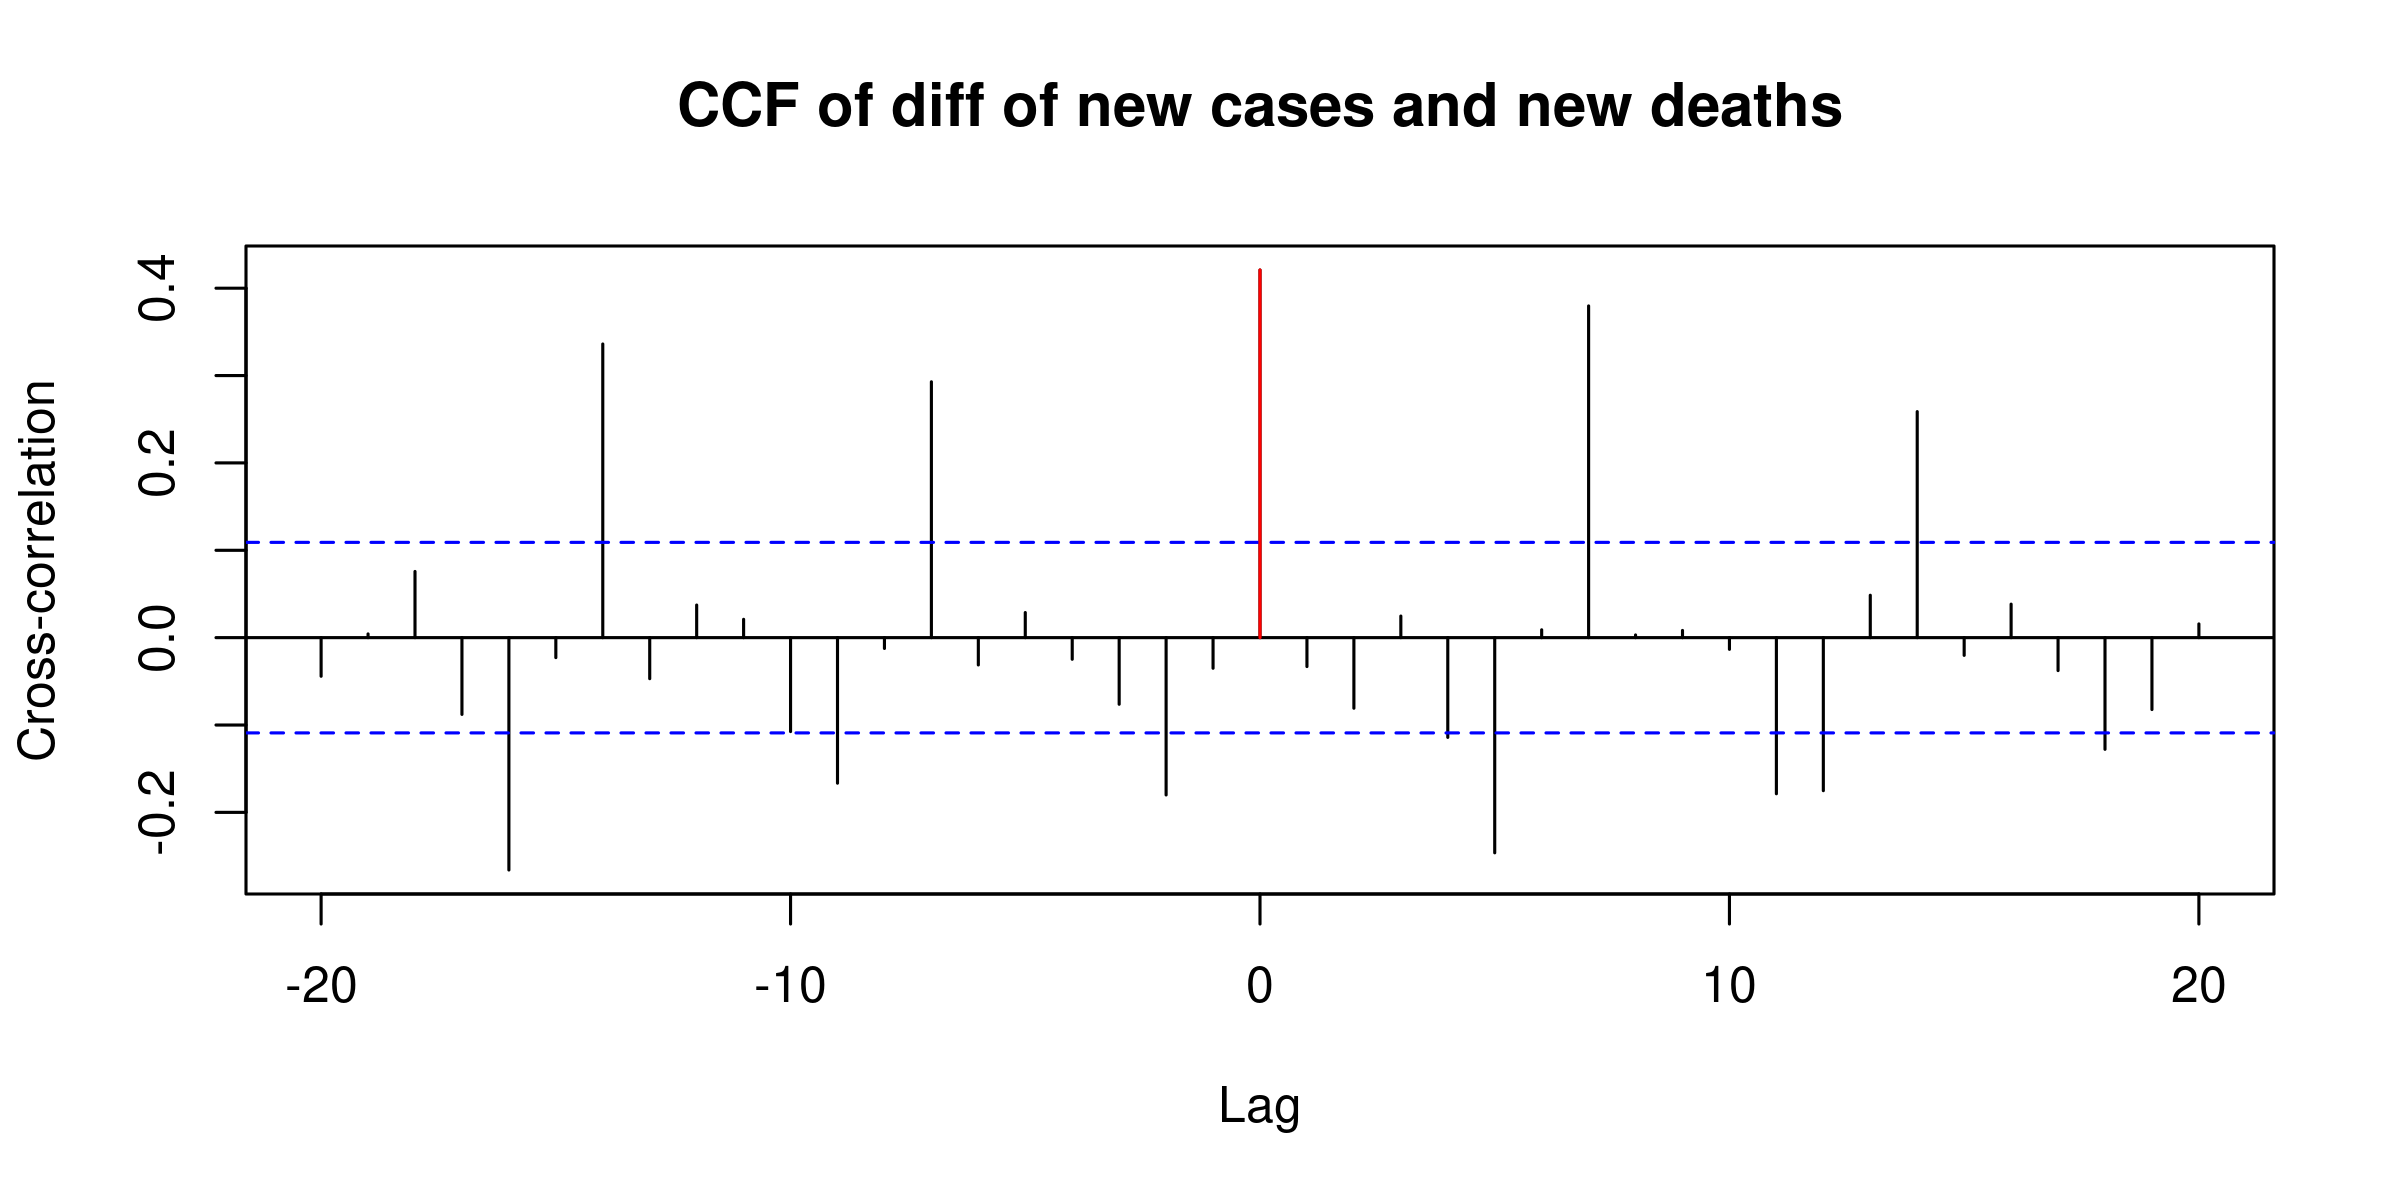 CCF of diff of new cases and new deaths
Cross-correlation
0.4
0.2
0.0
-0.2
-20 -10 0 10 20
Lag